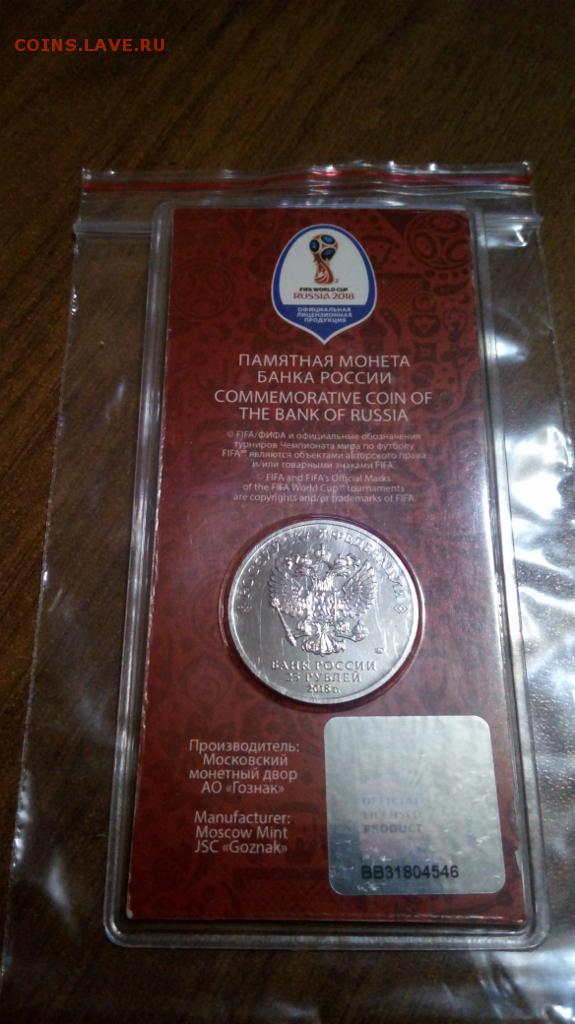 COINS.LAVE.RU
FIFA WORLD CUP
RUSSIA 2018
ОФИЦИАЛЬНАЯ
ЛИЦЕНЗИОННАЯ
ПРОДУКЦИЯ
ПАМЯТНАЯ МОНЕТА
БАНКА РОССИИ
COMMEMORATIVE COIN OF
THE BANK OF RUSSIA
© FIFA/ФИФА и официальные обозначения
турниров Чемпионата мира по футболу
FIFA™ являются объектами авторского права
и/или товарными знаками FIFA.
© FIFA and FIFA's Official Marks
of the FIFA World Cup™ tournaments
are copyrights and/or trademarks of FIFA.
РОССИЙСКАЯ ФЕДЕРАЦИЯ
БАНК РОССИИ
25 РУБЛЕЙ
2018 г.
Производитель:
Московский
монетный двор
АО «Гознак»
Manufacturer:
Moscow Mint
JSC «Goznak»
OFFICIAL
LICENSED
PRODUCT
BB31804546